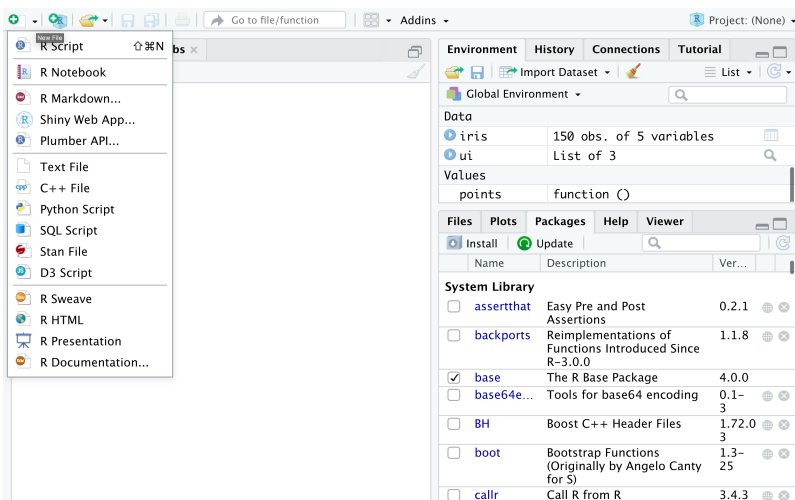 Go to file/function
Addins
Project: (None)
New File
R Script ⇧⌘N
R Notebook
R Markdown...
Shiny Web App...
Plumber API...
Text File
C++ File
Python Script
SQL Script
Stan File
D3 Script
R Sweave
R HTML
R Presentation
R Documentation...
bs
Environment History Connections Tutorial
Import Dataset List
Global Environment
Data
iris 150 obs. of 5 variables
ui List of 3
Values
points function ()
Files Plots Packages Help Viewer
Install Update
Name Description Ver...
System Library
assertthat Easy Pre and Post 0.2.1
Assertions
backports Reimplementations of 1.1.8
Functions Introduced Since
R-3.0.0
base The R Base Package 4.0.0
base64e... Tools for base64 encoding 0.1-
3
BH Boost C++ Header Files 1.72.0
3
boot Bootstrap Functions 1.3-
(Originally by Angelo Canty 25
for S)
callr Call R from R 3.4.3